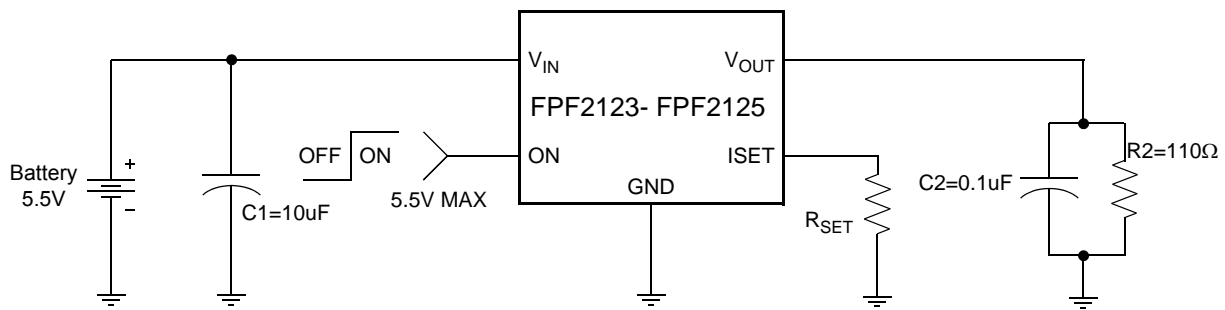 V_IN
V_OUT
FPF2123- FPF2125
OFF
ON
ON
ISET
5.5V MAX
GND
Battery
5.5V
+
–
C1=10uF
R_SET
C2=0.1uF
R2=110Ω